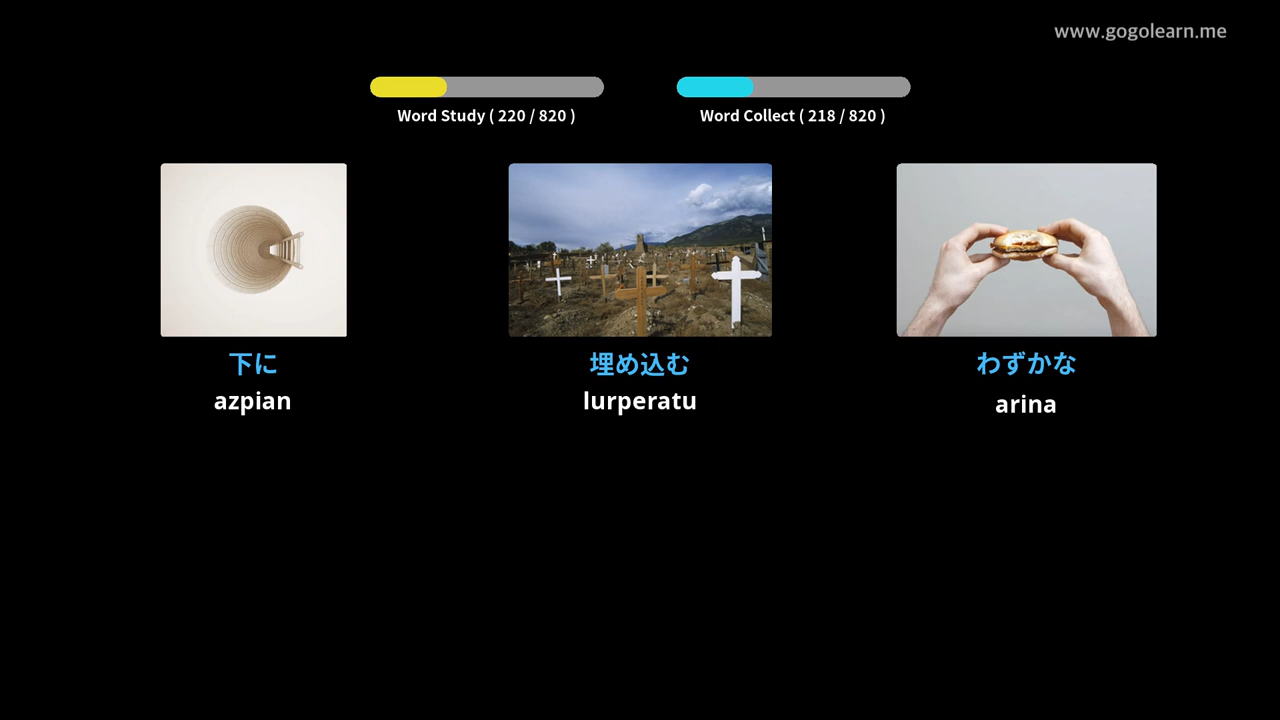 www.gogolearn.me
Word Study ( 220 / 820 )
Word Collect ( 218 / 820 )
下に
azpian
埋め込む
lurperatu
わずかな
arina